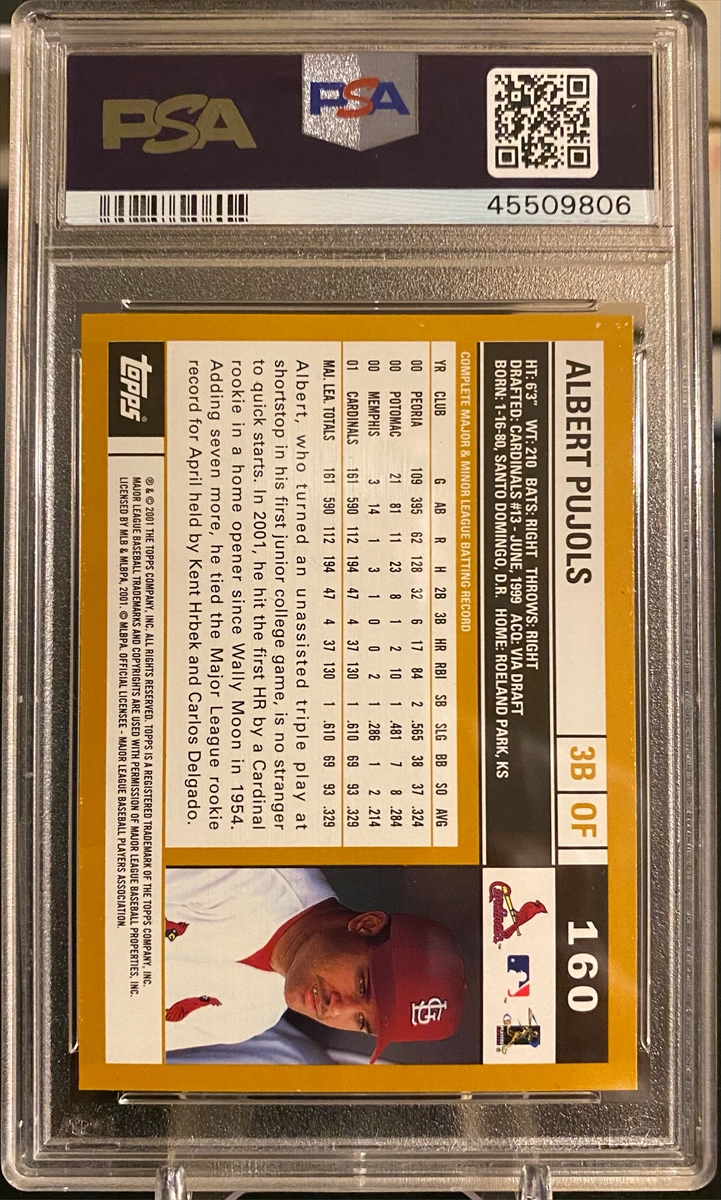 PSA
PSA
45509806
ALBERT PUJOLS
3B
OF
160
HT: 6'3" WT: 210 BATS: RIGHT THROWS: RIGHT
DRAFTED: CARDINALS #13 - JUNE, 1999 ACQ: VIA DRAFT
BORN: 1-16-80, SANTO DOMINGO, D.R. HOME: ROELAND PARK, KS
Cardinals
COMPLETE MAJOR & MINOR LEAGUE BATTING RECORD
YR CLUB G AB R H 2B 3B HR RBI SB SLG BB SO AVG
00 PEORIA 109 395 62 128 32 6 17 84 2 .565 38 37 .324
00 POTOMAC 21 81 11 23 8 1 2 10 1 .481 7 8 .284
00 MEMPHIS 3 14 1 3 1 0 0 2 1 .286 1 2 .214
01 CARDINALS 161 590 112 194 47 4 37 130 1 .610 69 93 .329
MAJ. LEA. TOTALS 161 590 112 194 47 4 37 130 1 .610 69 93 .329
Albert, who turned an unassisted triple play at
shortstop in his first junior college game, is no stranger
to quick starts. In 2001, he hit the first HR by a Cardinal
rookie in a home opener since Wally Moon in 1954.
Adding seven more, he tied the Major League rookie
record for April held by Kent Hrbek and Carlos Delgado.
STL
Topps®
® & © 2001 THE TOPPS COMPANY, INC. ALL RIGHTS RESERVED. TOPPS IS A REGISTERED TRADEMARK OF THE TOPPS COMPANY, INC.
MAJOR LEAGUE BASEBALL TRADEMARKS AND COPYRIGHTS ARE USED WITH PERMISSION OF MAJOR LEAGUE BASEBALL PROPERTIES, INC.
LICENSED BY MLB & MLBPA, 2001. © MLBPA. OFFICIAL LICENSEE - MAJOR LEAGUE BASEBALL PLAYERS ASSOCIATION.